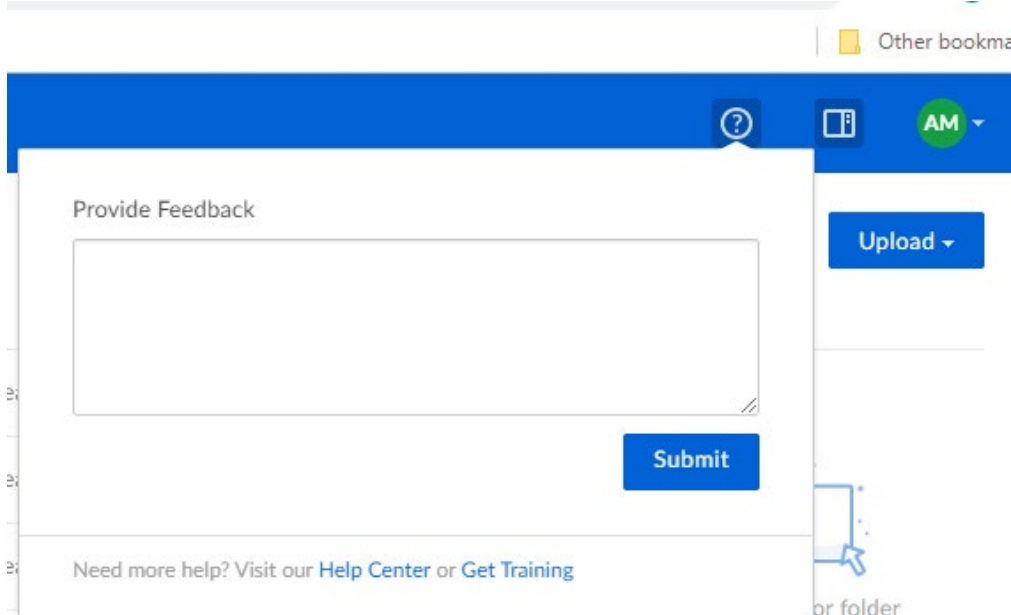 Other bookma
?
AM
Provide Feedback
Upload
Submit
Need more help? Visit our Help Center or Get Training
or folder